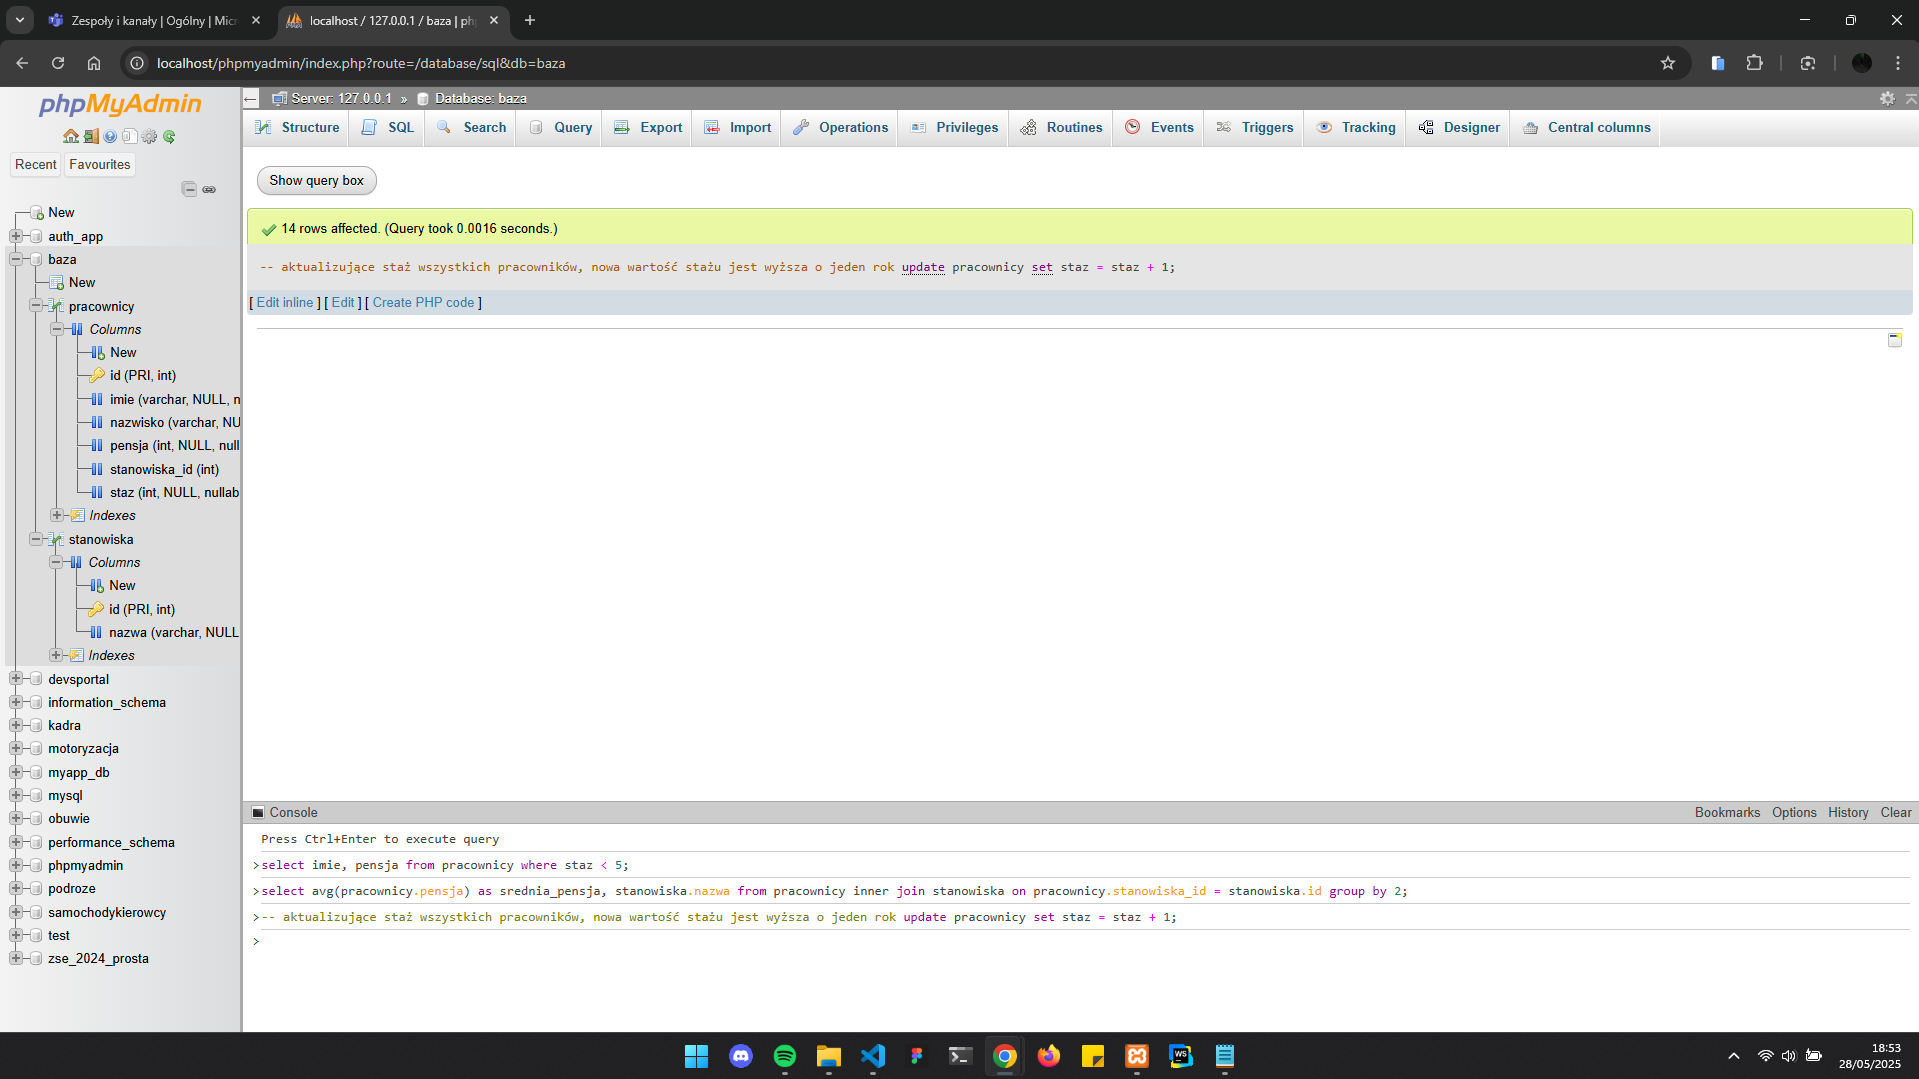 Zespoły i kanały | Ogólny | Micr
localhost / 127.0.0.1 / baza | ph
localhost/phpmyadmin/index.php?route=/database/sql&db=baza
phpMyAdmin
Recent
Favourites
New
auth_app
baza
New
pracownicy
Columns
New
id (PRI, int)
imie (varchar, NULL, n
nazwisko (varchar, NU
pensja (int, NULL, null
stanowiska_id (int)
staz (int, NULL, nullab
Indexes
stanowiska
Columns
New
id (PRI, int)
nazwa (varchar, NULL
Indexes
devsportal
information_schema
kadra
motoryzacja
myapp_db
mysql
obuwie
performance_schema
phpmyadmin
podroze
samochodykierowcy
test
zse_2024_prosta
Server: 127.0.0.1 » Database: baza
Structure SQL Search Query Export Import Operations Privileges Routines Events Triggers Tracking Designer Central columns
Show query box
14 rows affected. (Query took 0.0016 seconds.)
-- aktualizujące staż wszystkich pracowników, nowa wartość stażu jest wyższa o jeden rok update pracownicy set staz = staz + 1;
[ Edit inline ] [ Edit ] [ Create PHP code ]
Console
Bookmarks Options History Clear
Press Ctrl+Enter to execute query
>select imie, pensja from pracownicy where staz < 5;
>select avg(pracownicy.pensja) as srednia_pensja, stanowiska.nazwa from pracownicy inner join stanowiska on pracownicy.stanowiska_id = stanowiska.id group by 2;
>-- aktualizujące staż wszystkich pracowników, nowa wartość stażu jest wyższa o jeden rok update pracownicy set staz = staz + 1;
>
WS
18:53
28/05/2025